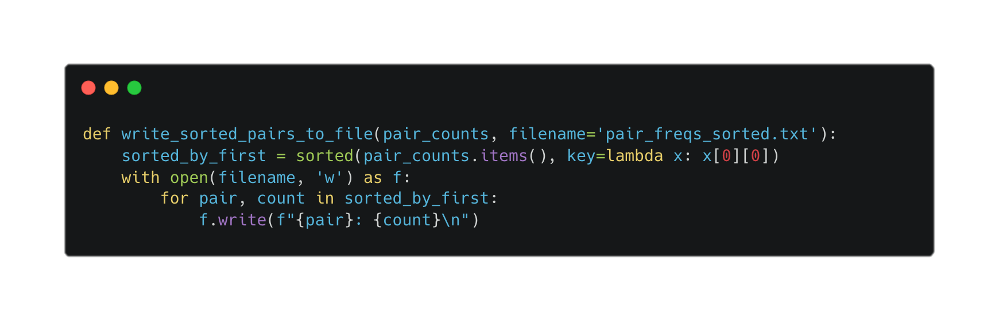 def write_sorted_pairs_to_file(pair_counts, filename='pair_freqs_sorted.txt'):
    sorted_by_first = sorted(pair_counts.items(), key=lambda x: x[0][0])
    with open(filename, 'w') as f:
        for pair, count in sorted_by_first:
            f.write(f"{pair}: {count}\n")